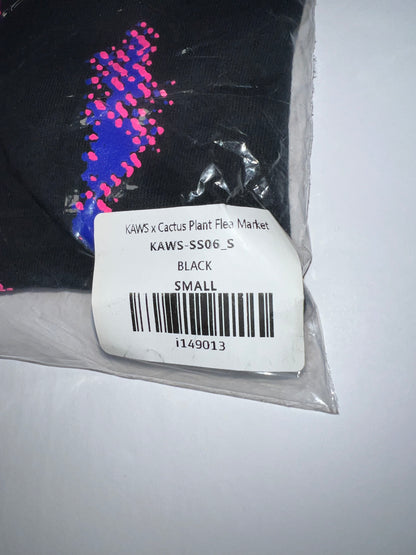 KAWS x Cactus Plant Flea Market
KAWS-SS06_S
BLACK
SMALL
i149013